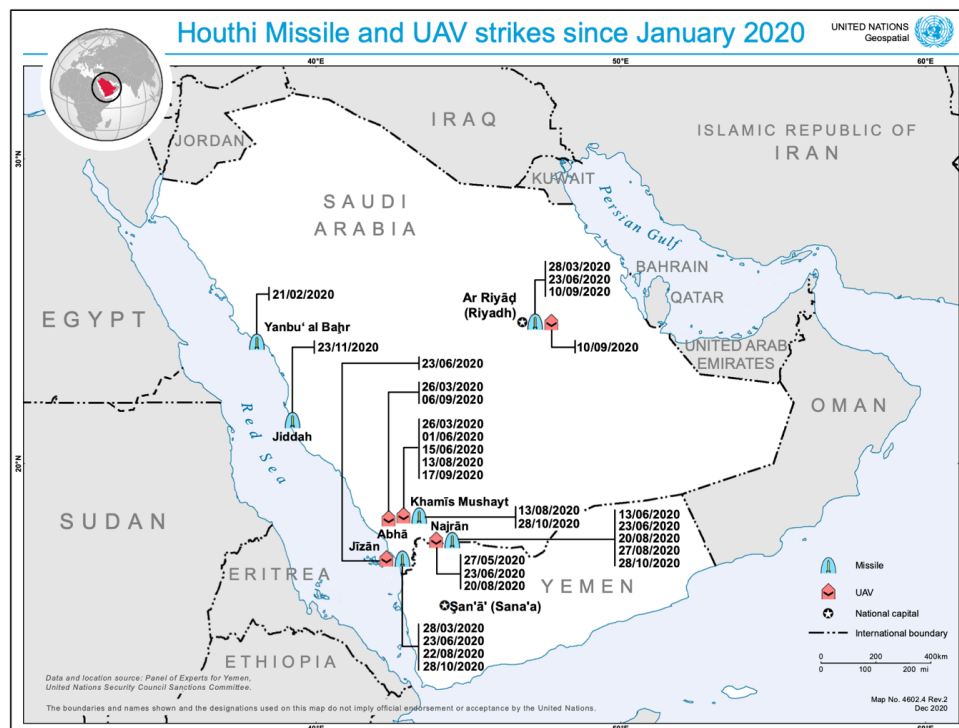 Houthi Missile and UAV strikes since January 2020
UNITED NATIONS
Geospatial
40°E
50°E
60°E
30°N
20°N
JORDAN
IRAQ
ISLAMIC REPUBLIC OF
IRAN
KUWAIT
SAUDI
ARABIA
Persian Gulf
BAHRAIN
QATAR
EGYPT
UNITED ARAB
EMIRATES
OMAN
Red Sea
SUDAN
ERITREA
YEMEN
ETHIOPIA
28/03/2020
23/06/2020
10/09/2020
Ar Riyāḑ
(Riyadh)
10/09/2020
21/02/2020
Yanbu‘ al Baḩr
23/11/2020
Jiddah
23/06/2020
26/03/2020
06/09/2020
26/03/2020
01/06/2020
15/06/2020
13/08/2020
17/09/2020
Khamīs Mushayt
13/08/2020
28/10/2020
Abhā
Najrān
13/06/2020
23/06/2020
20/08/2020
27/08/2020
28/10/2020
Jīzān
27/05/2020
23/06/2020
20/08/2020
Şan'ā' (Sana'a)
28/03/2020
23/06/2020
22/08/2020
28/10/2020
Missile
UAV
National capital
International boundary
0 200 400km
0 100 200 mi
Data and location source: Panel of Experts for Yemen,
United Nations Security Council Sanctions Committee.
The boundaries and names shown and the designations used on this map do not imply official endorsement or acceptance by the United Nations.
Map No. 4602.4 Rev.2
Dec 2020